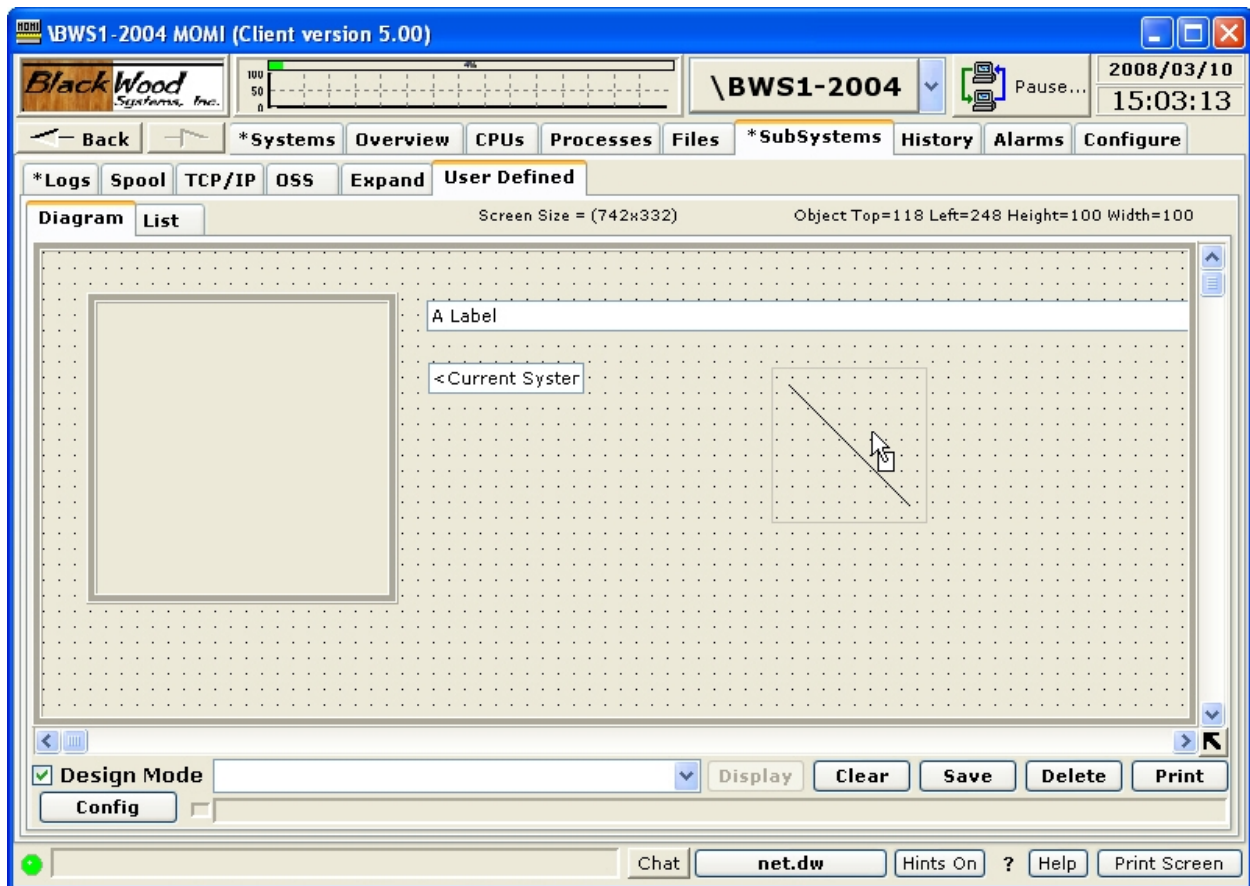 \BWS1-2004 MOMI (Client version 5.00)
BlackWood Systems, Inc.
100
50
0
4%
\BWS1-2004
Pause...
2008/03/10
15:03:13
Back *Systems Overview CPUs Processes Files *SubSystems History Alarms Configure
*Logs Spool TCP/IP OSS Expand User Defined
Diagram List Screen Size = (742x332) Object Top=118 Left=248 Height=100 Width=100
A Label
<Current Syster
Design Mode Display Clear Save Delete Print
Config
Chat net.dw Hints On ? Help Print Screen